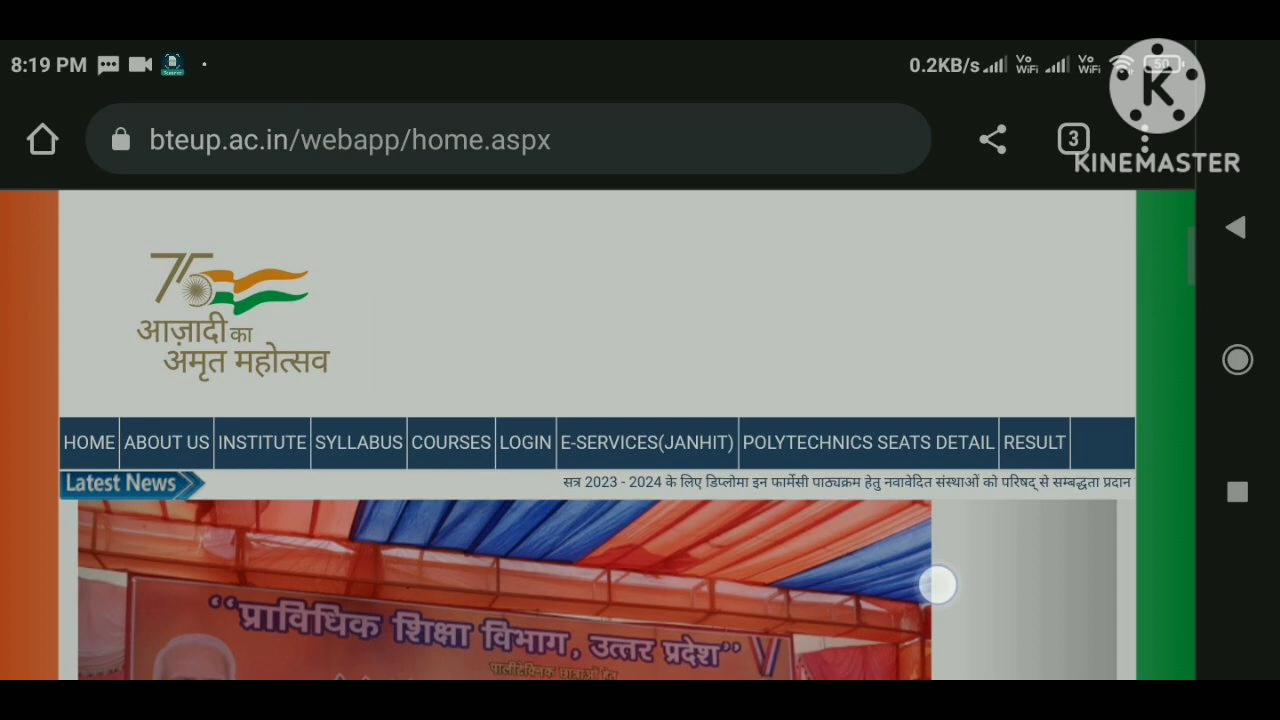 8:19 PM
0.2KB/s Vo WiFi Vo WiFi 50
bteup.ac.in/webapp/home.aspx
3
K
KINEMASTER
75
आज़ादी का
अमृत महोत्सव
HOME ABOUT US INSTITUTE SYLLABUS COURSES LOGIN E-SERVICES(JANHIT) POLYTECHNICS SEATS DETAIL RESULT
Latest News
सत्र 2023 - 2024 के लिए डिप्लोमा इन फार्मेसी पाठ्यक्रम हेतु नवावेदित संस्थाओं को परिषद् से सम्बद्धता प्रदान
“प्राविधिक शिक्षा विभाग, उत्तर प्रदेश”
पालीटेक्निक छात्राओं हेतु